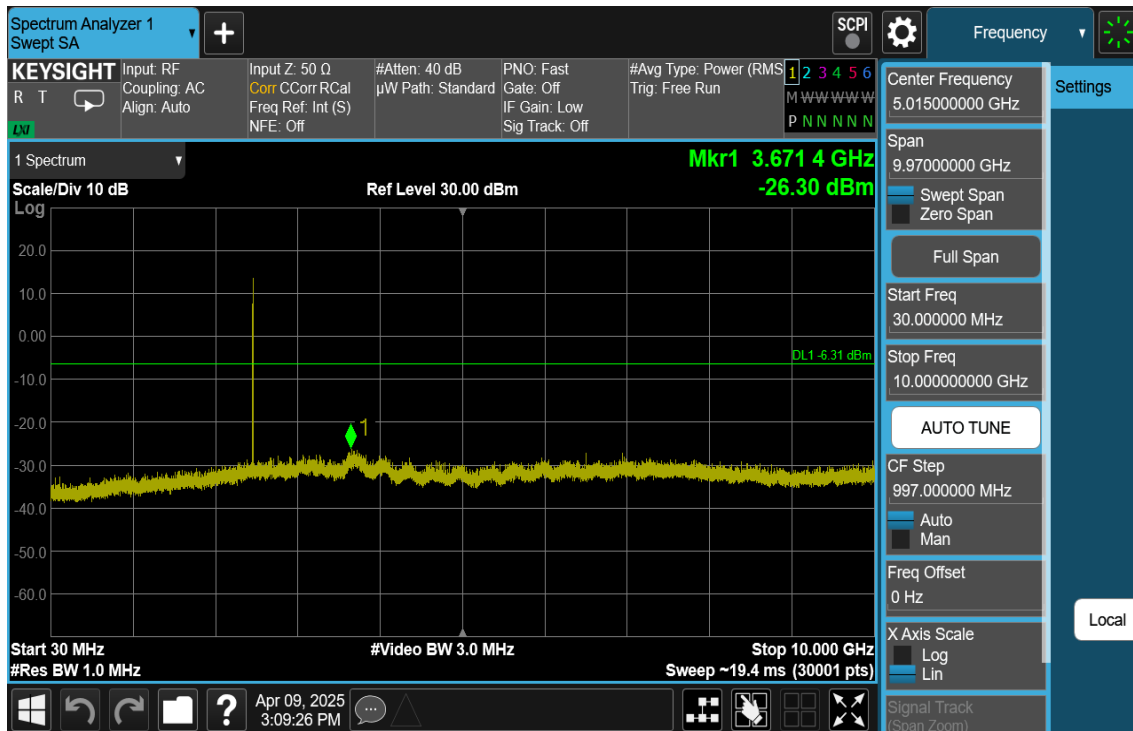 Spectrum Analyzer 1
Swept SA
+
SCPI
Frequency
KEYSIGHT
R T
LXI
Input: RF
Coupling: AC
Align: Auto
Input Z: 50 Ω
Corr CCorr RCal
Freq Ref: Int (S)
NFE: Off
#Atten: 40 dB
µW Path: Standard
PNO: Fast
Gate: Off
IF Gain: Low
Sig Track: Off
#Avg Type: Power (RMS
Trig: Free Run
1 2 3 4 5 6
M W W W W W
P N N N N N
1 Spectrum
Scale/Div 10 dB
Ref Level 30.00 dBm
Mkr1 3.671 4 GHz
-26.30 dBm
Log
20.0
10.0
0.00
DL1 -6.31 dBm
-10.0
-20.0
1
-30.0
-40.0
-50.0
-60.0
Start 30 MHz
#Video BW 3.0 MHz
Stop 10.000 GHz
#Res BW 1.0 MHz
Sweep ~19.4 ms (30001 pts)
Center Frequency
5.015000000 GHz
Span
9.97000000 GHz
Swept Span
Zero Span
Full Span
Start Freq
30.000000 MHz
Stop Freq
10.000000000 GHz
AUTO TUNE
CF Step
997.000000 MHz
Auto
Man
Freq Offset
0 Hz
X Axis Scale
Log
Lin
Signal Track
(Span Zoom)
Settings
Local
?
Apr 09, 2025
3:09:26 PM